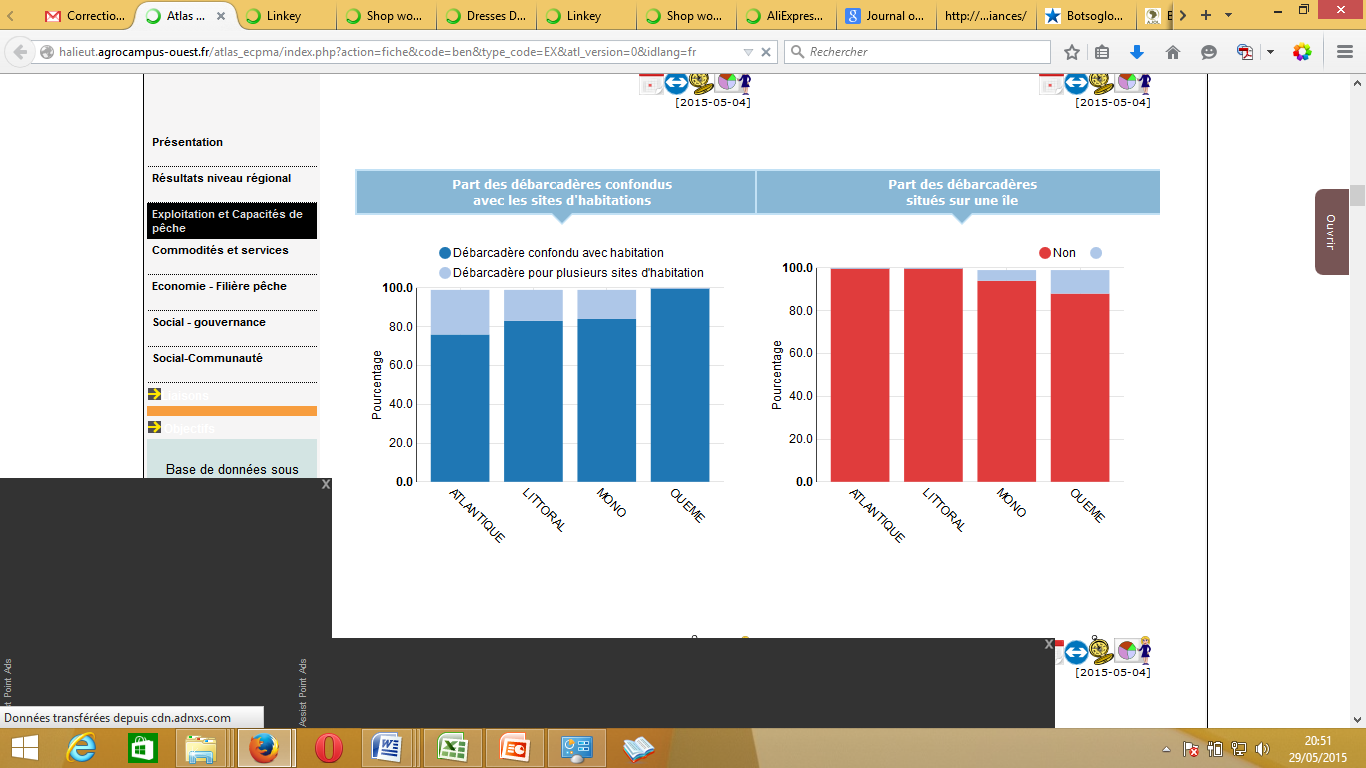 Correctio...
Atlas ...
Linkey
Shop wo...
Dresses D...
Linkey
Shop wo...
AliExpres...
Journal o...
http://...iances/
Botsoglo...
halieut.agrocampus-ouest.fr/atlas_ecpma/index.php?action=fiche&code=ben&type_code=EX&atl_version=0&idlang=fr
Rechercher
[2015-05-04]
[2015-05-04]
Présentation
Résultats niveau régional
Exploitation et Capacités de
pêche
Commodités et services
Economie - Filière pêche
Social - gouvernance
Social-Communauté
Objectifs
Base de données sous
Part des débarcadères confondus
avec les sites d'habitations
Débarcadère confondu avec habitation
Débarcadère pour plusieurs sites d'habitation
100.0
80.0
60.0
40.0
20.0
0.0
Pourcentage
ATLANTIQUE
LITTORAL
MONO
OUEME
Part des débarcadères
situés sur une île
Non
100.0
80.0
60.0
40.0
20.0
0.0
Pourcentage
ATLANTIQUE
LITTORAL
MONO
OUEME
Ouvrir
X
X
[2015-05-04]
st Point Ads
Assist Point Ads
Données transférées depuis cdn.adnxs.com
20:51
29/05/2015